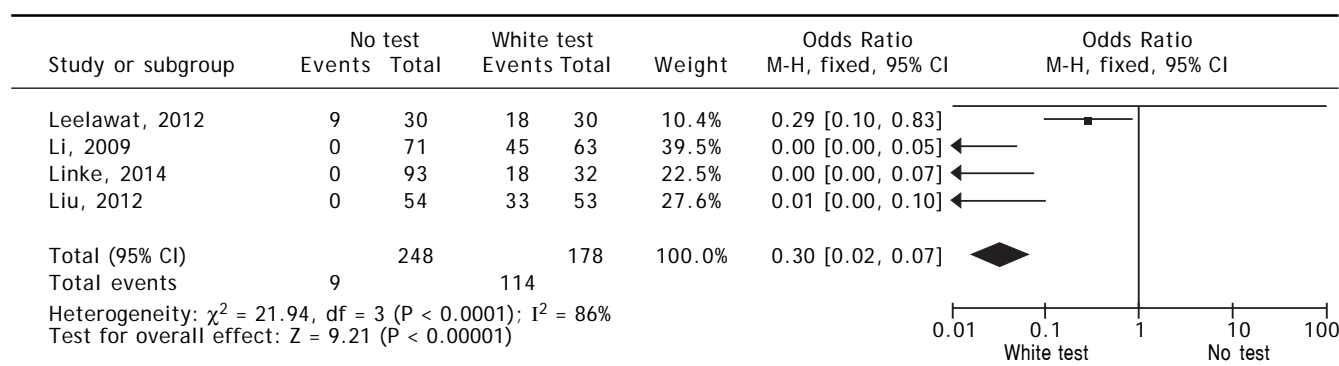 No test White test Odds Ratio Odds Ratio
Study or subgroup Events Total Events Total Weight M-H, fixed, 95% CI M-H, fixed, 95% CI
Leelawat, 2012 9 30 18 30 10.4% 0.29 [0.10, 0.83]
Li, 2009 0 71 45 63 39.5% 0.00 [0.00, 0.05]
Linke, 2014 0 93 18 32 22.5% 0.00 [0.00, 0.07]
Liu, 2012 0 54 33 53 27.6% 0.01 [0.00, 0.10]
Total (95% CI) 248 178 100.0% 0.30 [0.02, 0.07]
Total events 9 114
Heterogeneity: χ² = 21.94, df = 3 (P < 0.0001); I² = 86%
Test for overall effect: Z = 9.21 (P < 0.00001)
0.01 0.1 1 10 100
White test No test